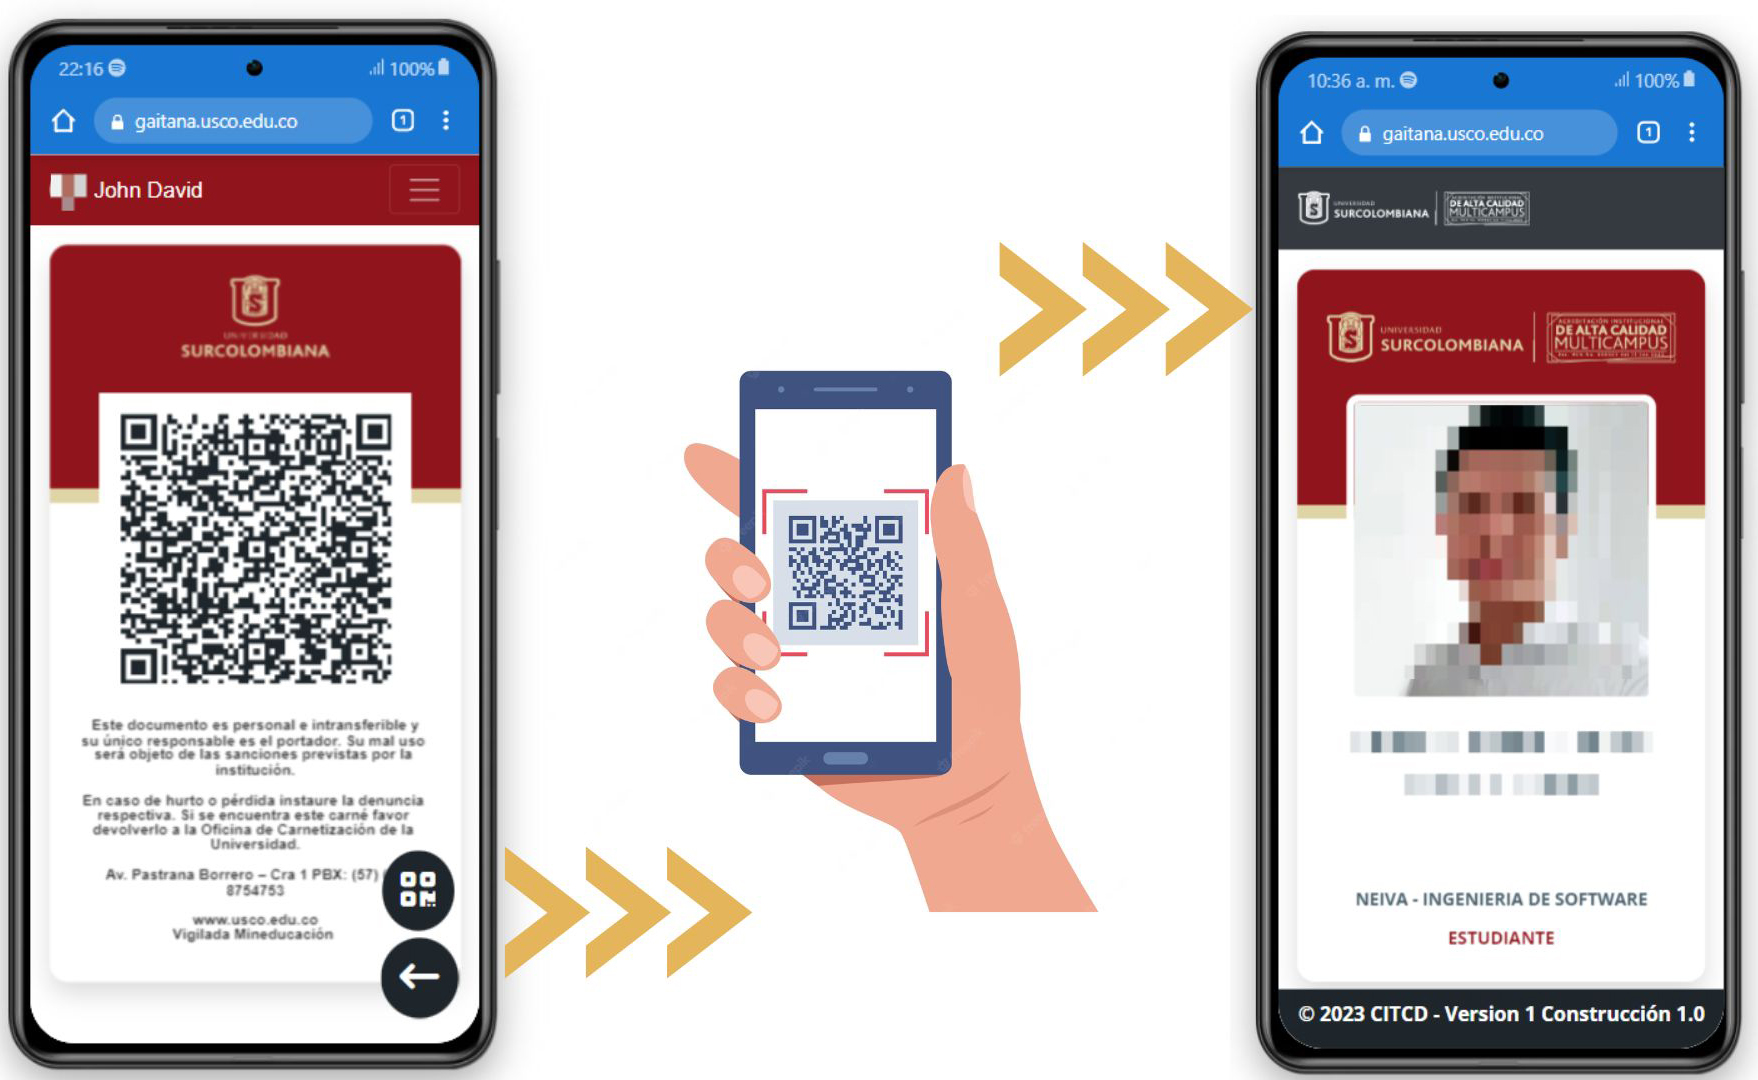 22:16
100%
gaitana.usco.edu.co
1
John David
UNIVERSIDAD
SURCOLOMBIANA
Este documento es personal e intransferible y
su único responsable es el portador. Su mal uso
será objeto de las sanciones previstas por la
institución.
En caso de hurto o pérdida instaure la denuncia
respectiva. Si se encuentra este carné favor
devolverlo a la Oficina de Carnetización de la
Universidad.
Av. Pastrana Borrero – Cra 1 PBX: (57)
8754753
www.usco.edu.co
Vigilada Mineducación
10:36 a. m.
100%
gaitana.usco.edu.co
1
UNIVERSIDAD
SURCOLOMBIANA
DE ALTA CALIDAD
MULTICAMPUS
UNIVERSIDAD
SURCOLOMBIANA
ACREDITACIÓN INSTITUCIONAL
DE ALTA CALIDAD
MULTICAMPUS
NEIVA - INGENIERIA DE SOFTWARE
ESTUDIANTE
© 2023 CITCD - Version 1 Construcción 1.0